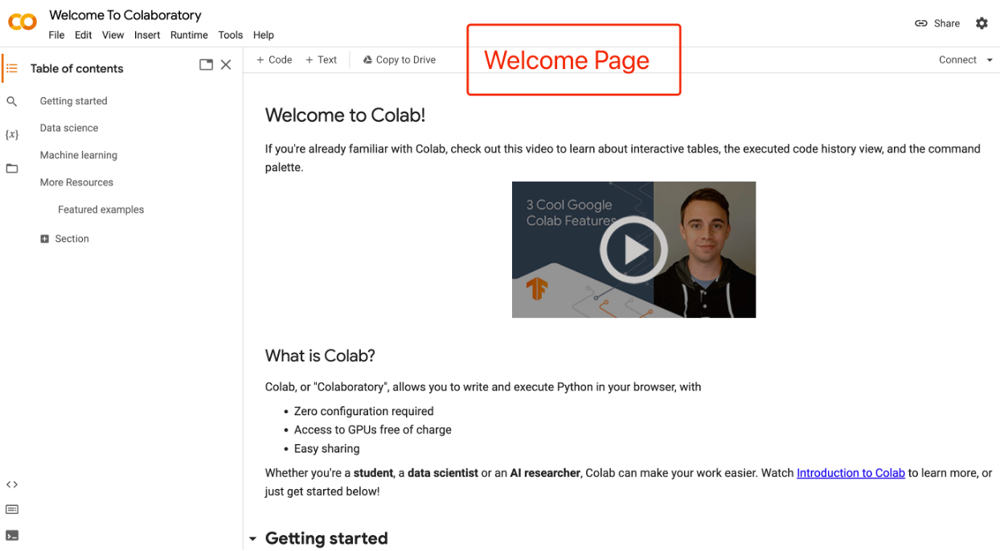 Welcome To Colaboratory
File Edit View Insert Runtime Tools Help
Share
Table of contents
Getting started
Data science
Machine learning
More Resources
Featured examples
Section
+ Code + Text Copy to Drive
Welcome Page
Connect
Welcome to Colab!
If you're already familiar with Colab, check out this video to learn about interactive tables, the executed code history view, and the command
palette.
3 Cool Google
Colab Features
What is Colab?
Colab, or "Colaboratory", allows you to write and execute Python in your browser, with
• Zero configuration required
• Access to GPUs free of charge
• Easy sharing
Whether you're a student, a data scientist or an AI researcher, Colab can make your work easier. Watch Introduction to Colab to learn more, or
just get started below!
Getting started